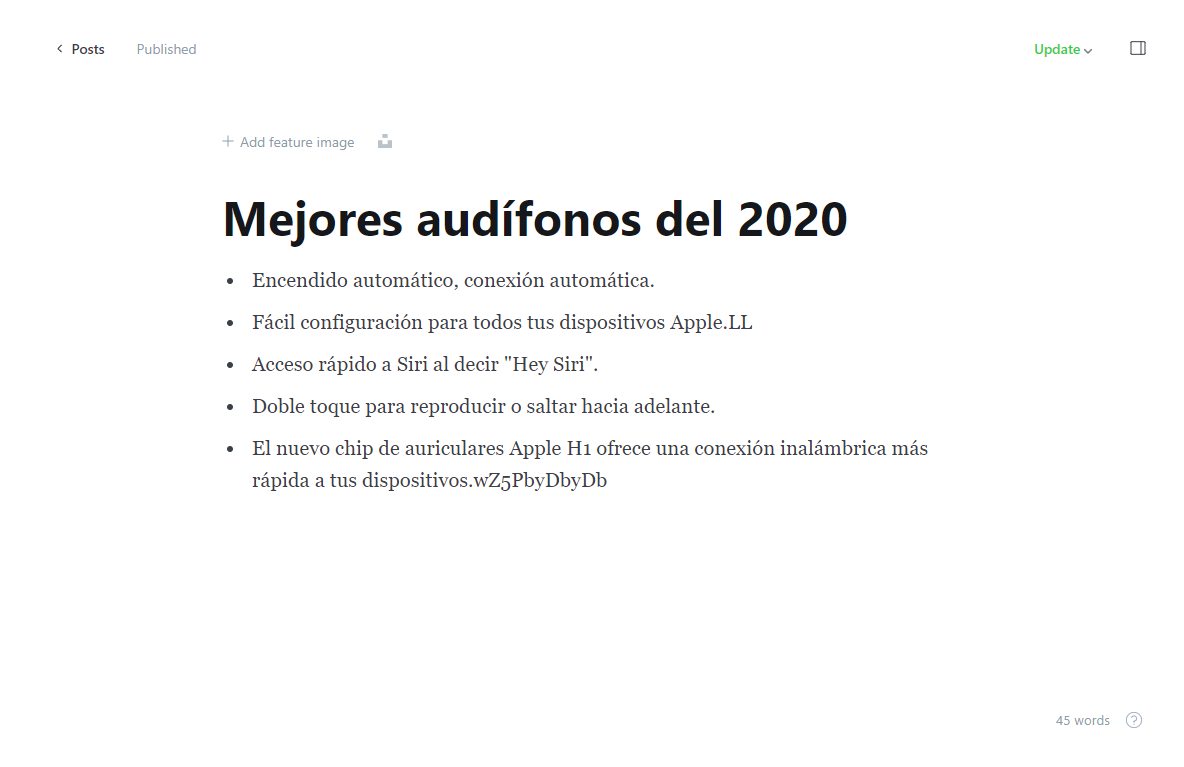 Posts Published Update
Add feature image
Mejores audífonos del 2020
• Encendido automático, conexión automática.
• Fácil configuración para todos tus dispositivos Apple.LL
• Acceso rápido a Siri al decir "Hey Siri".
• Doble toque para reproducir o saltar hacia adelante.
• El nuevo chip de auriculares Apple H1 ofrece una conexión inalámbrica más
rápida a tus dispositivos.wZ5PbyDbyDb
45 words ?